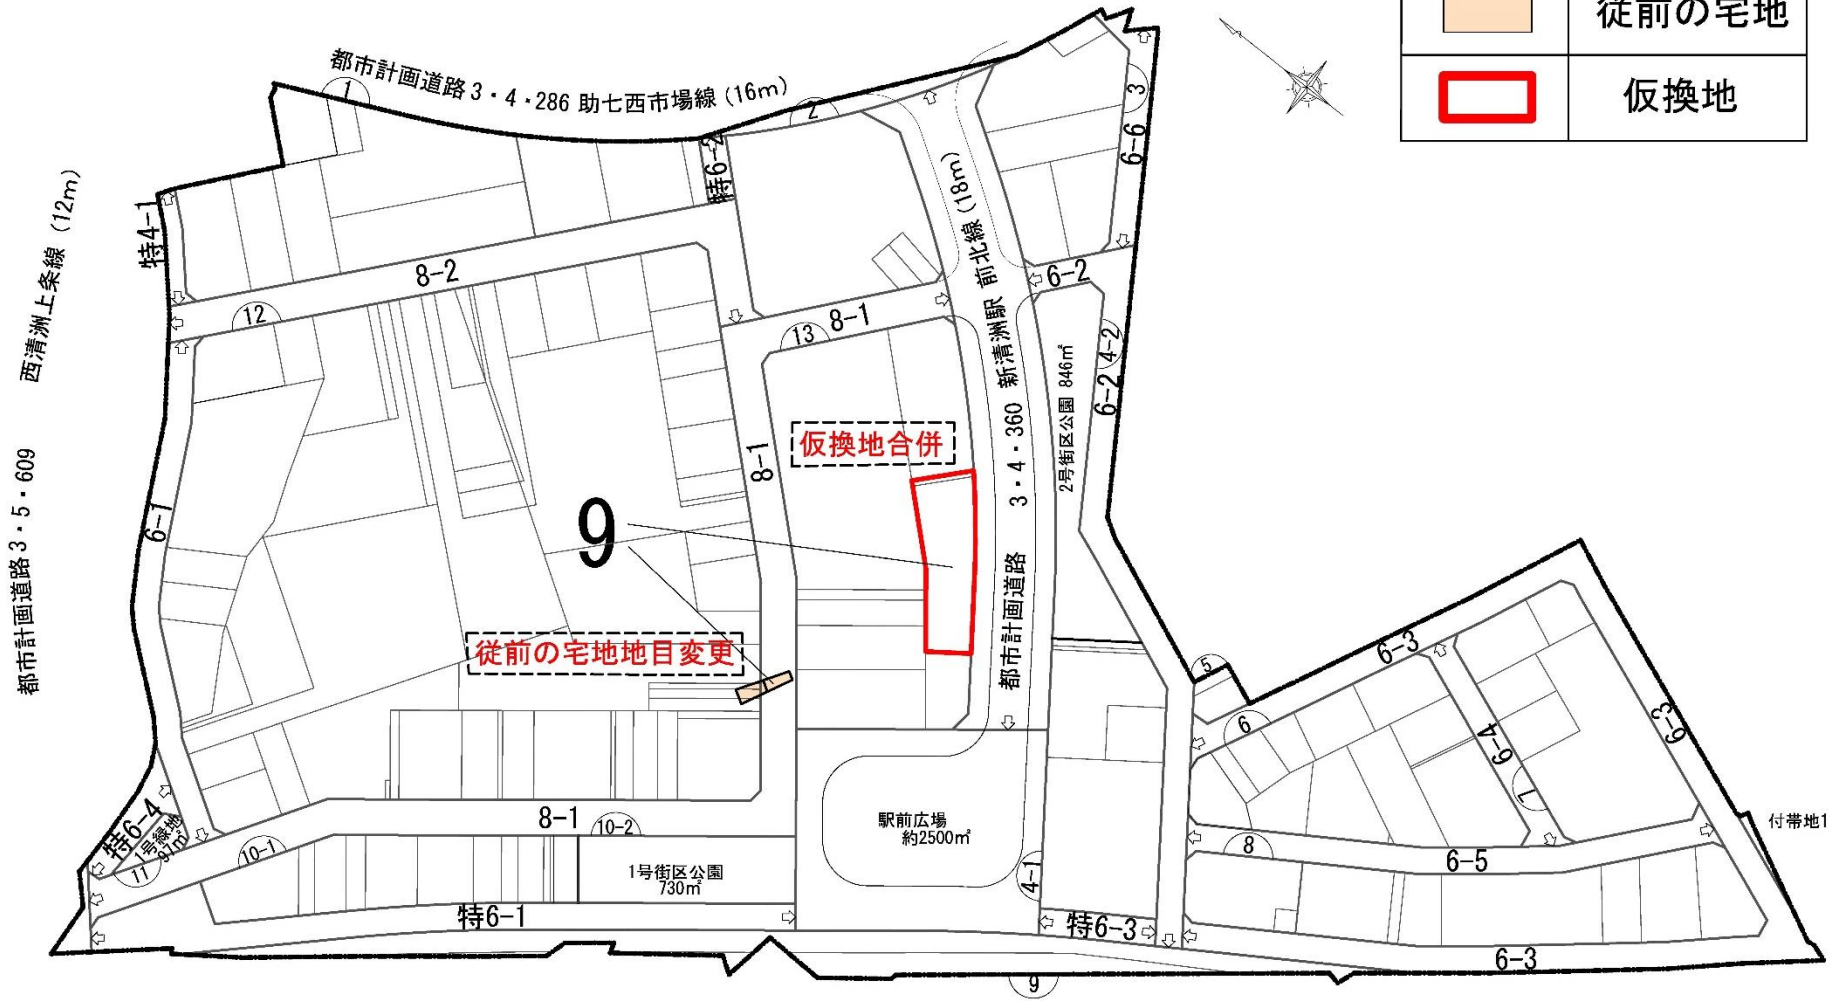 従前の宅地
仮換地
都市計画道路3・4・286 助七西市場線(16m)
1
2
3
6-6
特6-2
特4-1
西清洲上条線(12m)
都市計画道路3・5・609
8-2
12
13
8-1
6-2
前北線(18m)
新清洲駅
3・4・360
都市計画道路
2号街区公園 846㎡
4-2
6-2
仮換地合併
8-1
9
6-1
従前の宅地地目変更
5
6-3
6
6-4
7
6-3
特6-4
1号緑地
97㎡
11
10-1
8-1
10-2
駅前広場
約2500㎡
4-1
8
6-5
付帯地1
1号街区公園
730㎡
特6-1
特6-3
6-3
9